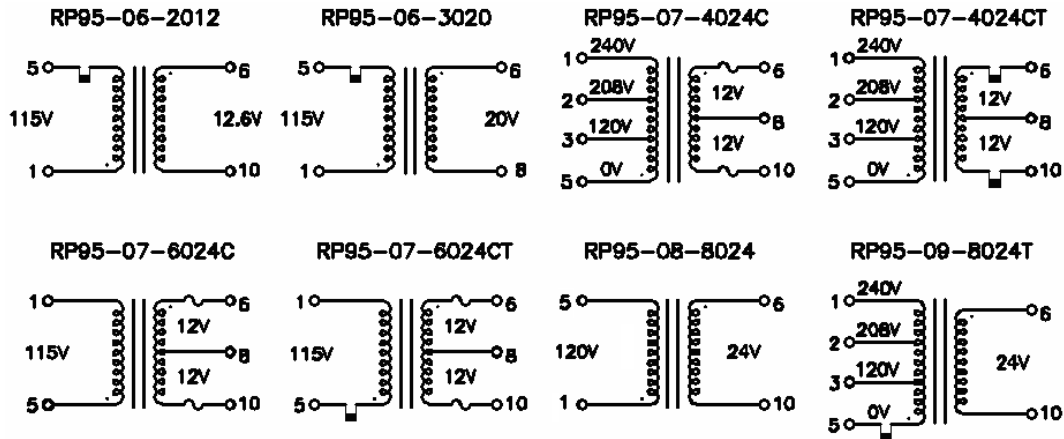 RP95-06-2012
RP95-06-3020
RP95-07-4024C
RP95-07-4024CT
5
6
115V
12.6V
1
10
5
6
115V
20V
1
8
1
240V
2
208V
3
120V
5
0V
6
12V
8
12V
10
1
240V
2
208V
3
120V
5
0V
6
12V
8
12V
10
RP95-07-6024C
RP95-07-6024CT
RP95-08-8024
RP95-09-8024T
1
6
12V
115V
8
12V
5
10
1
6
12V
115V
8
12V
5
10
5
6
120V
24V
1
10
1
240V
2
208V
3
120V
5
0V
6
24V
10